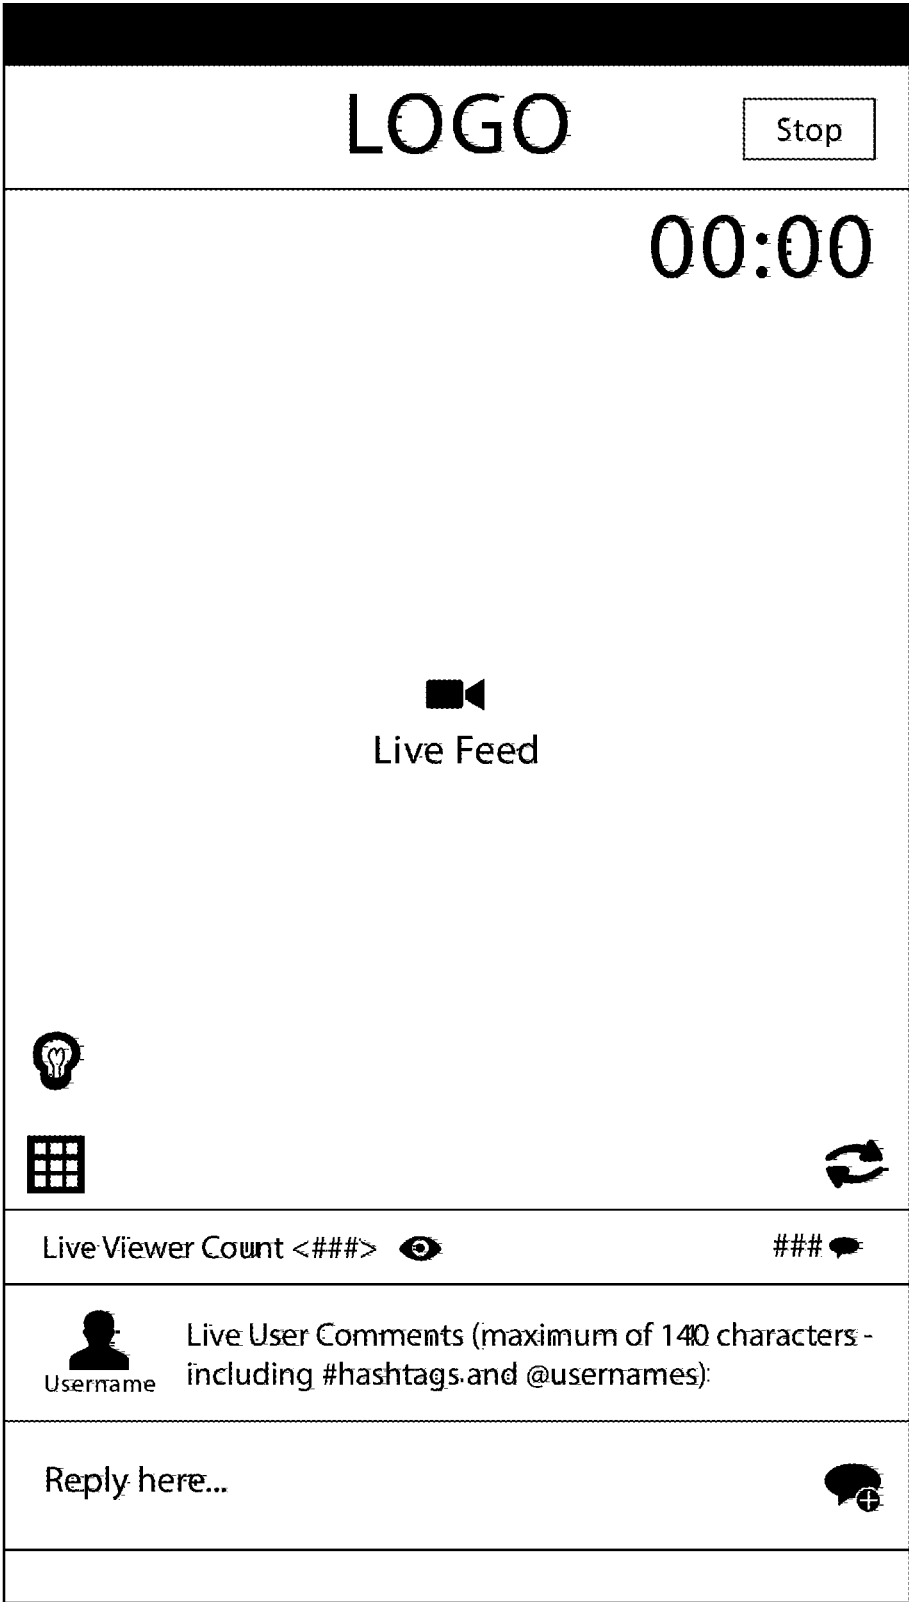 LOGO
Stop
00:00
Live Feed
Live Viewer Count <###>
###
Live User Comments (maximum of 140 characters -
including #hashtags and @usernames):
Username
Reply here...